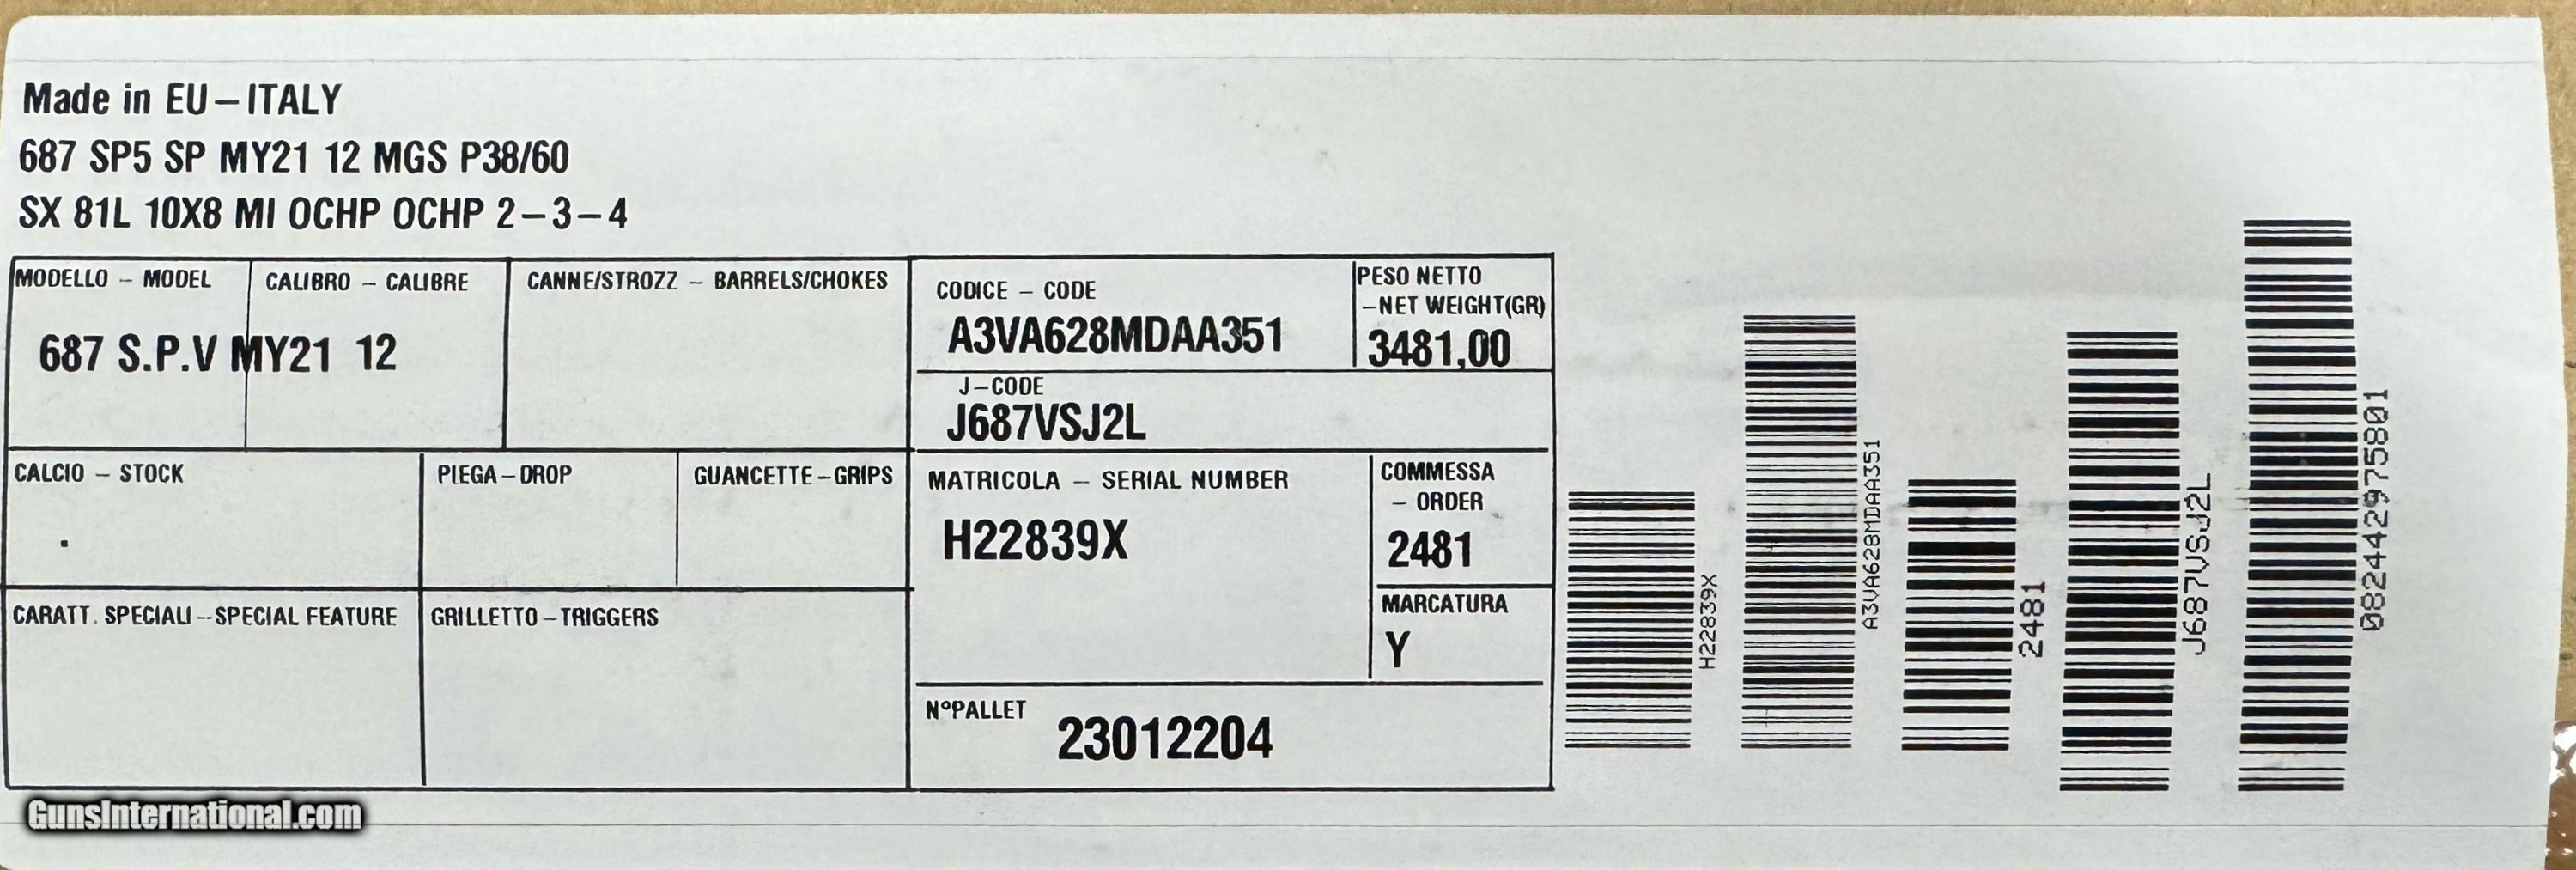 Made in EU-ITALY
687 SP5 SP MY21 12 MGS P38/60
SX 81L 10X8 MI OCHP OCHP 2-3-4
MODELLO - MODEL
CALIBRO - CALIBRE
CANNE/STROZZ - BARRELS/CHOKES
687 S.P.V MY21 12
CODICE - CODE
A3VA628MDAA351
PESO NETTO
-NET WEIGHT(GR)
3481,00
J-CODE
J687VSJ2L
CALCIO - STOCK
.
PIEGA-DROP
GUANCETTE-GRIPS
MATRICOLA - SERIAL NUMBER
H22839X
COMMESSA
- ORDER
2481
CARATT. SPECIALI-SPECIAL FEATURE
GRILLETTO-TRIGGERS
MARCATURA
Y
N°PALLET 23012204
H22839X
A3VA628MDAA351
2481
J687VSJ2L
082442975801
GunsInternational.com